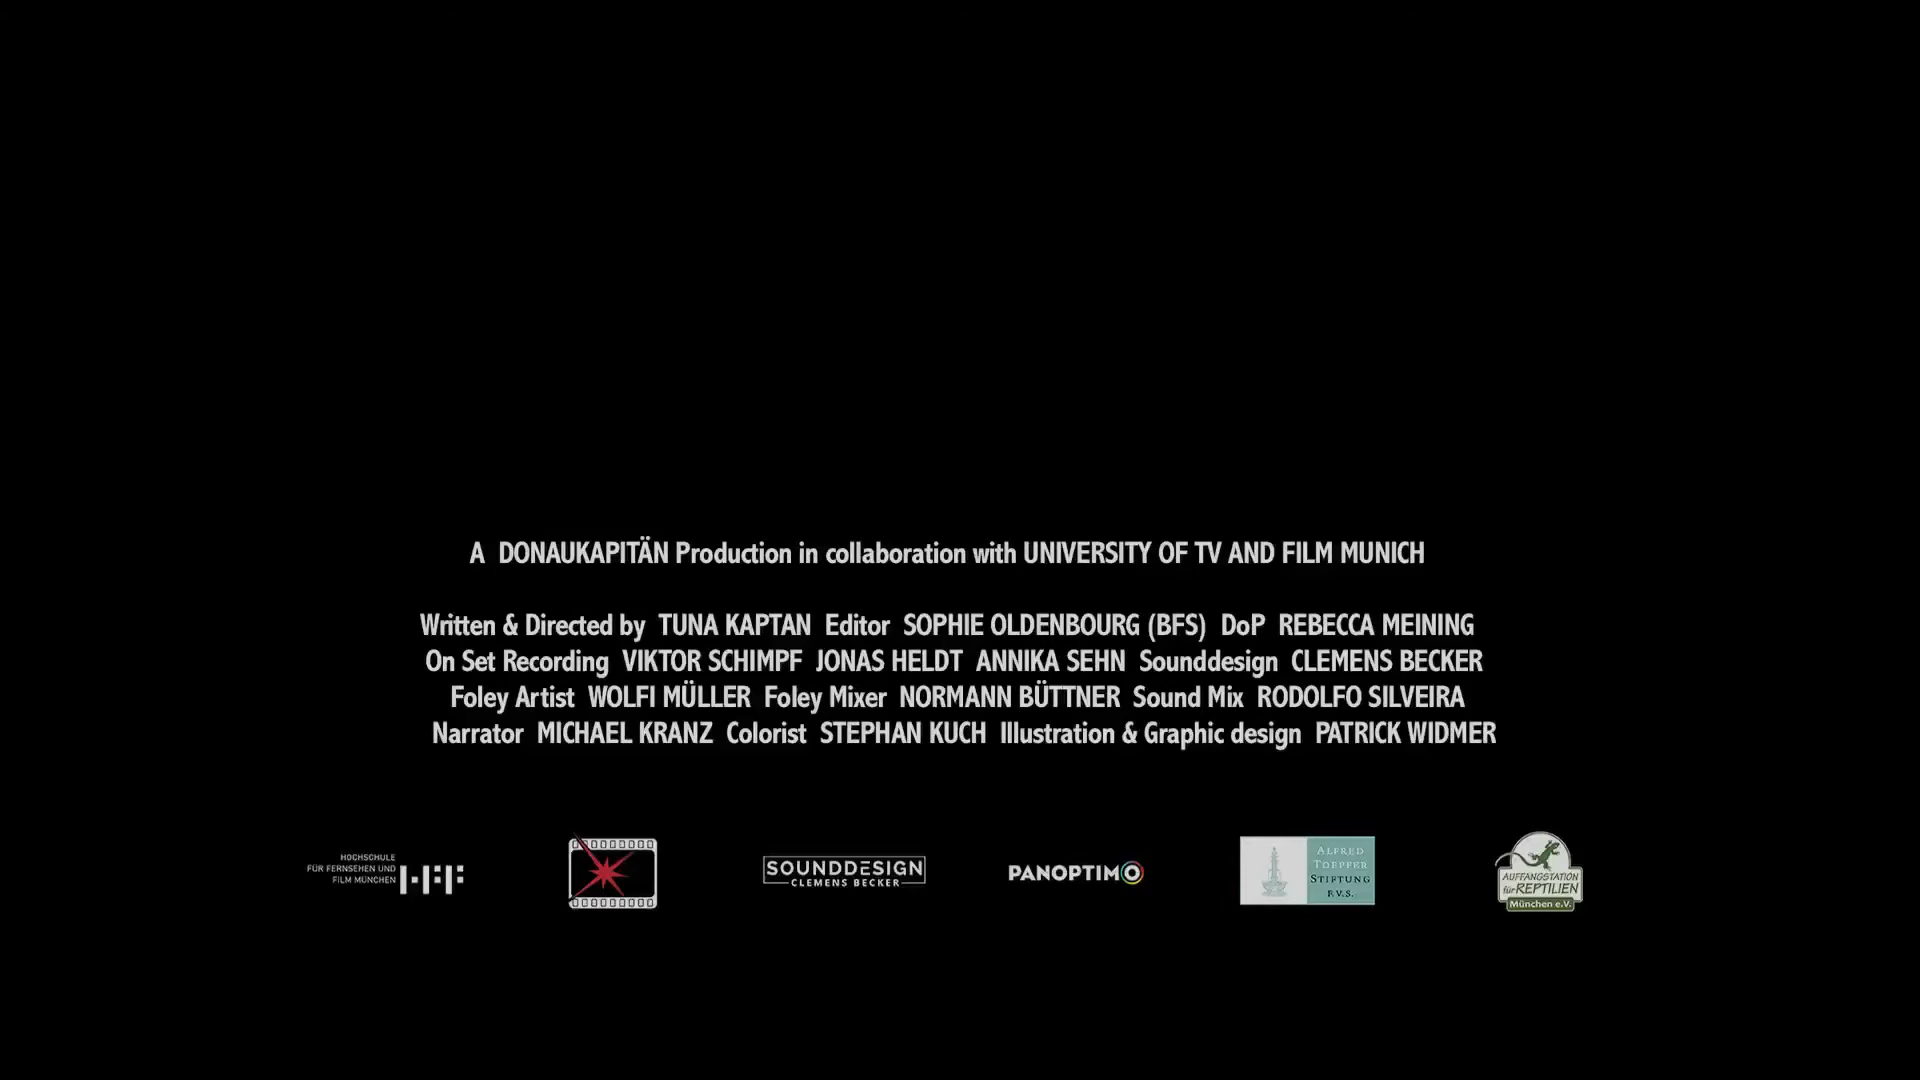 A DONAUKAPITÄN Production in collaboration with UNIVERSITY OF TV AND FILM MUNICH
Written & Directed by TUNA KAPTAN Editor SOPHIE OLDENBOURG (BFS) DoP REBECCA MEINING
On Set Recording VIKTOR SCHIMPF JONAS HELDT ANNIKA SEHN Sounddesign CLEMENS BECKER
Foley Artist WOLFI MÜLLER Foley Mixer NORMANN BÜTTNER Sound Mix RODOLFO SILVEIRA
Narrator MICHAEL KRANZ Colorist STEPHAN KUCH Illustration & Graphic design PATRICK WIDMER
HOCHSCHULE
FÜR FERNSEHEN UND
FILM MÜNCHEN
HFF
SOUNDDESIGN
CLEMENS BECKER
PANOPTIMO
ALFRED
TOEPFER
STIFTUNG
F.V.S.
AUFFANGSTATION
für REPTILIEN
München e.V.